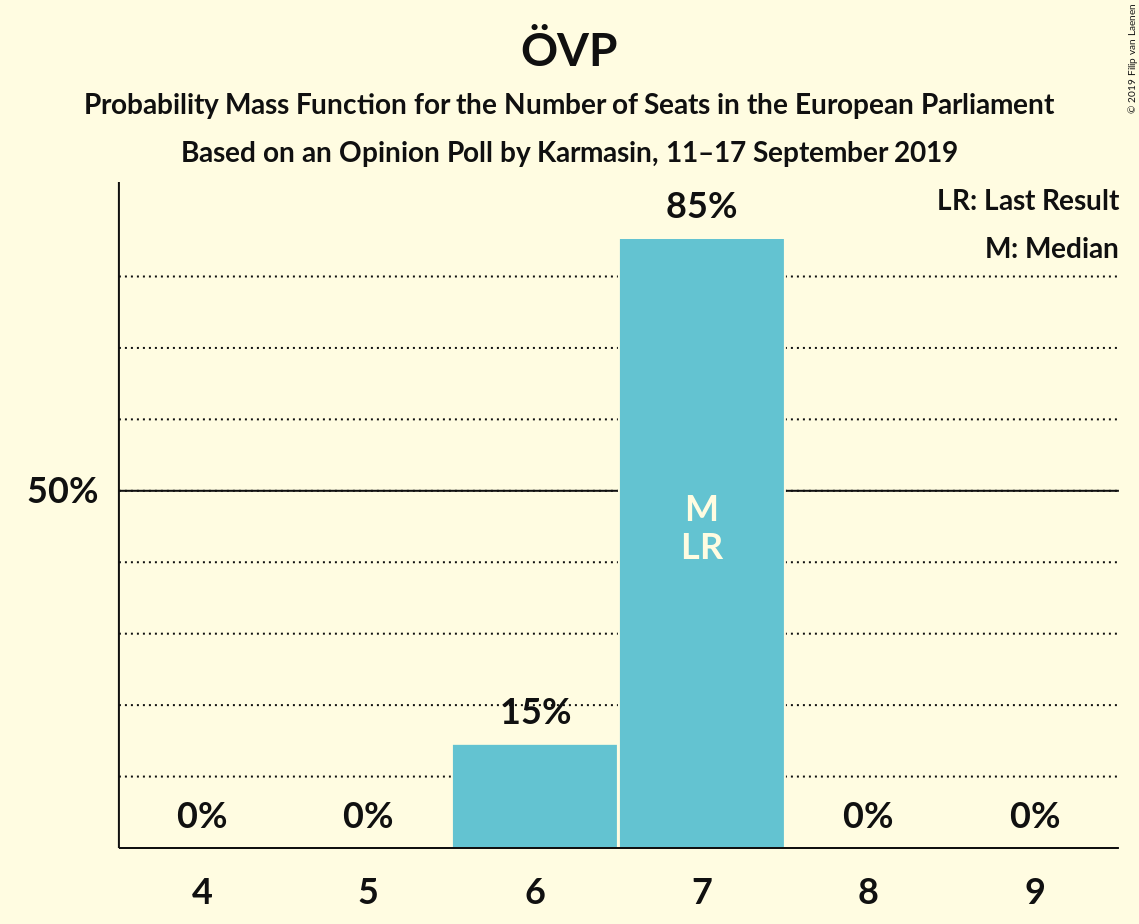 ÖVP
Probability Mass Function for the Number of Seats in the European Parliament
Based on an Opinion Poll by Karmasin, 11–17 September 2019
© 2019 Filip van Laenen
LR: Last Result
M: Median
85%
50%
M
LR
15%
0%
0%
0%
0%
4
5
6
7
8
9